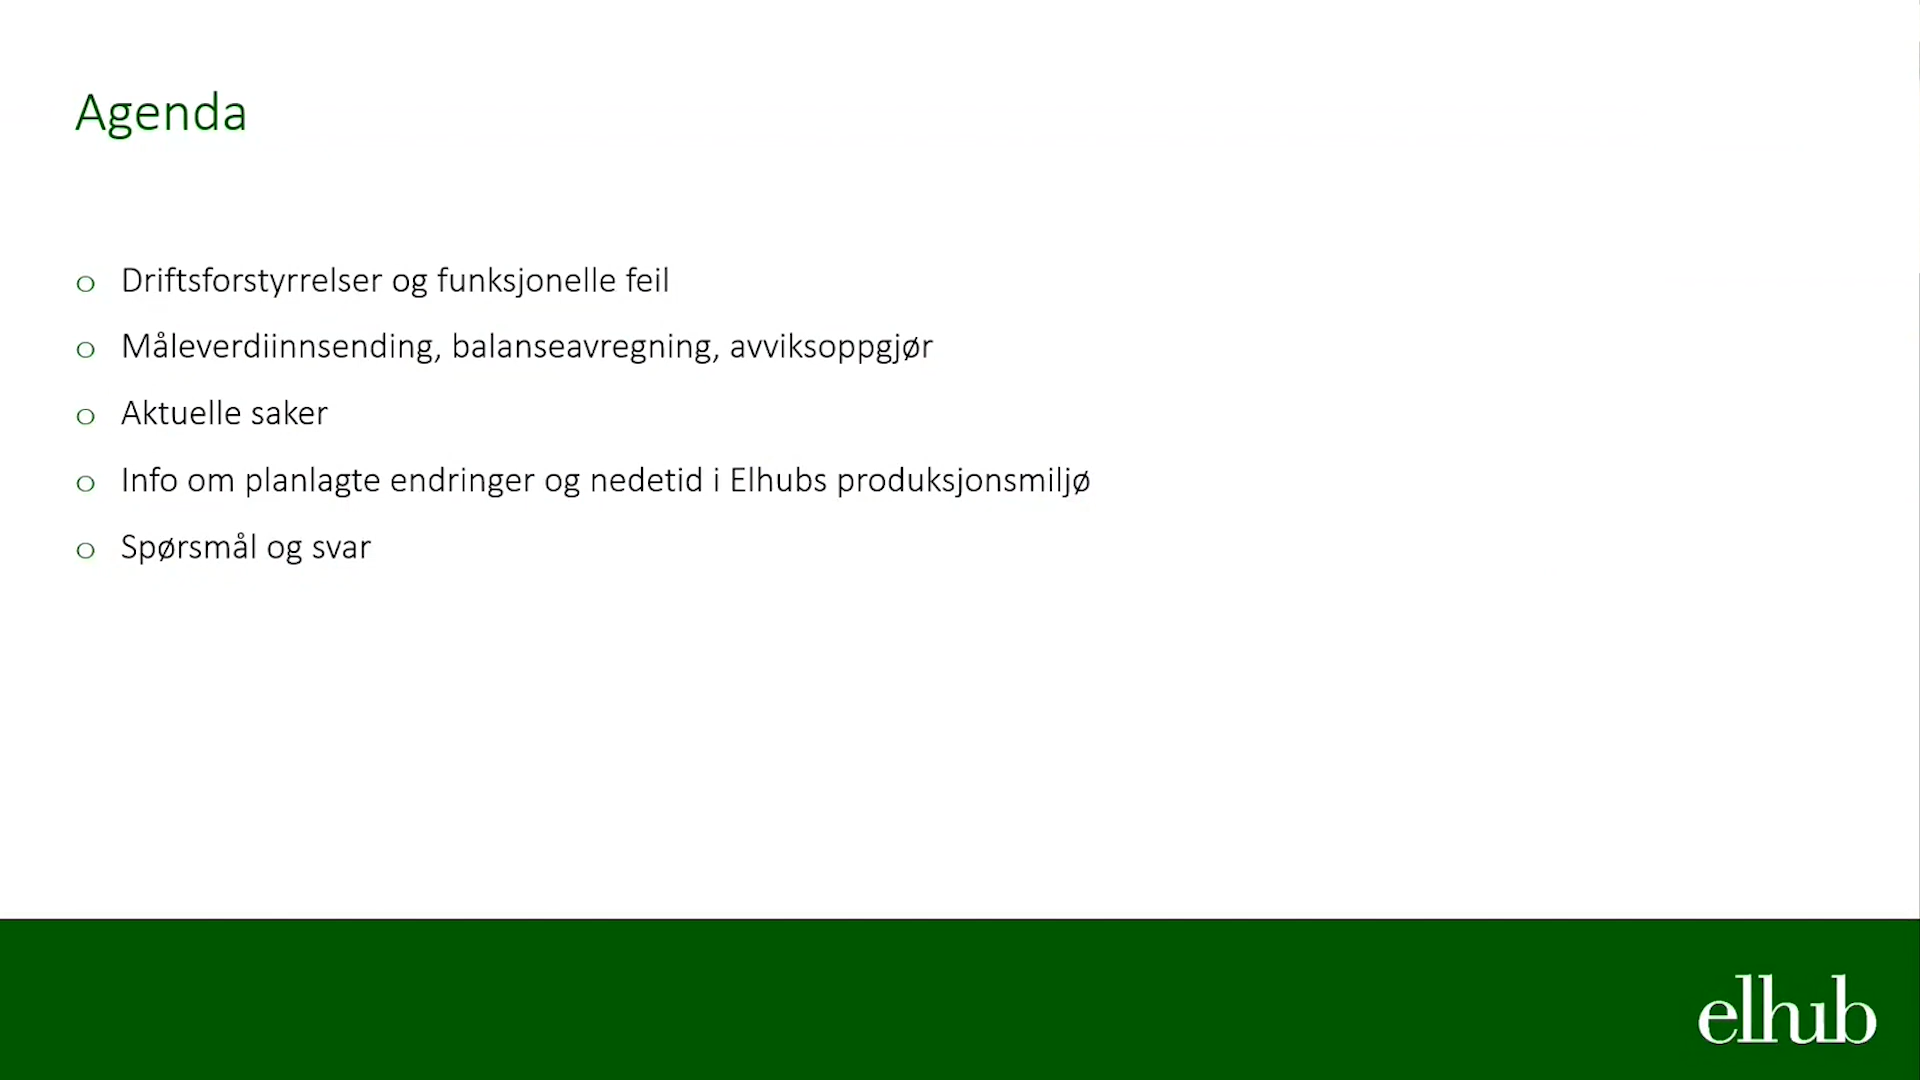 Agenda
o Driftsforstyrrelser og funksjonelle feil
o Måleverdiinnsending, balanseavregning, avviksoppgjør
o Aktuelle saker
o Info om planlagte endringer og nedetid i Elhubs produksjonsmiljø
o Spørsmål og svar
elhub